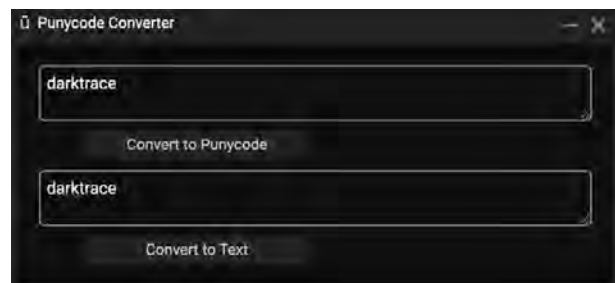 ū Punycode Converter
darktrace
Convert to Punycode
darktrace
Convert to Text